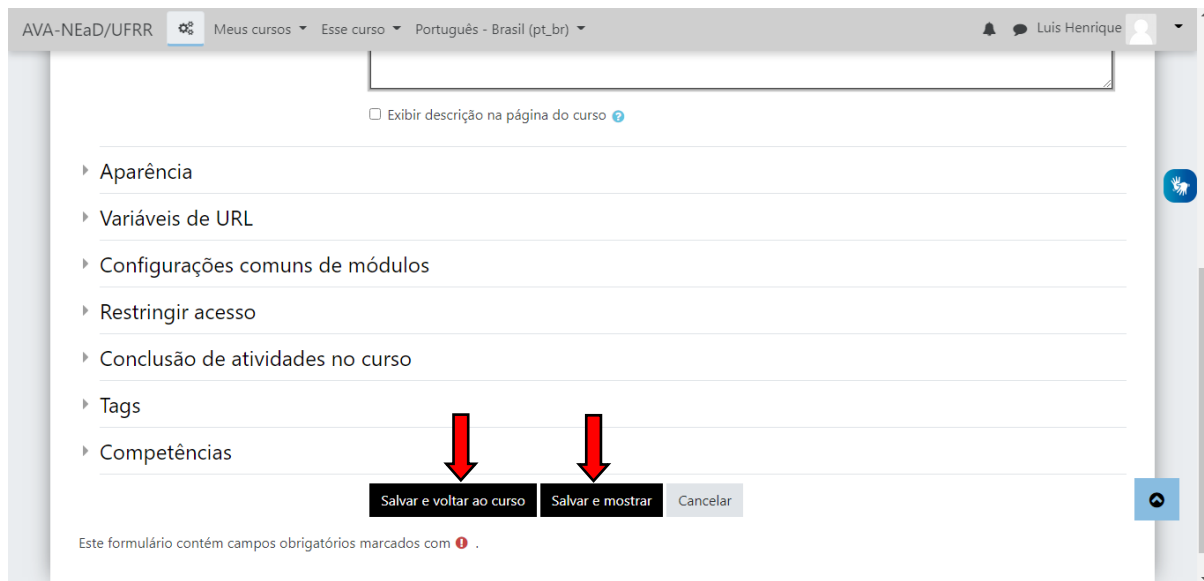 AVA-NEaD/UFRR Meus cursos Esse curso Português - Brasil (pt_br) Luis Henrique
Exibir descrição na página do curso
Aparência
Variáveis de URL
Configurações comuns de módulos
Restringir acesso
Conclusão de atividades no curso
Tags
Competências
Salvar e voltar ao curso Salvar e mostrar Cancelar
Este formulário contém campos obrigatórios marcados com .